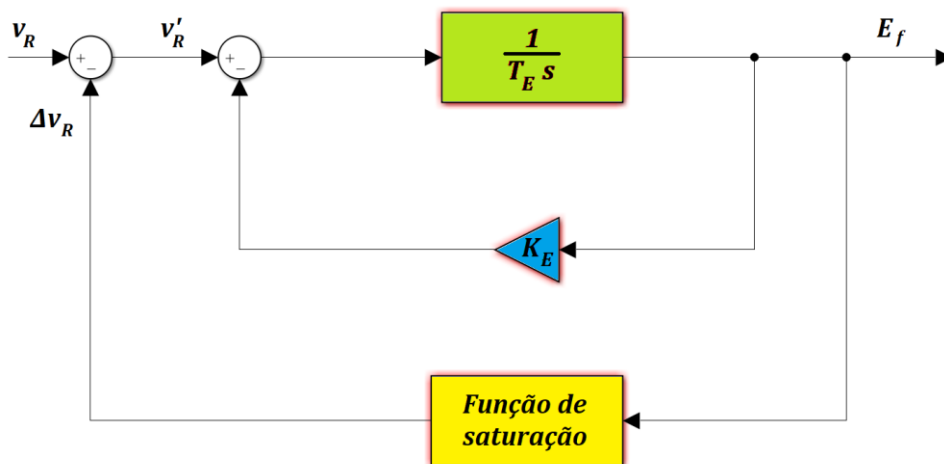 v_R
v'_R
E_f
+
−
+
−
1
T_E s
Δv_R
K_E
Função de
saturação